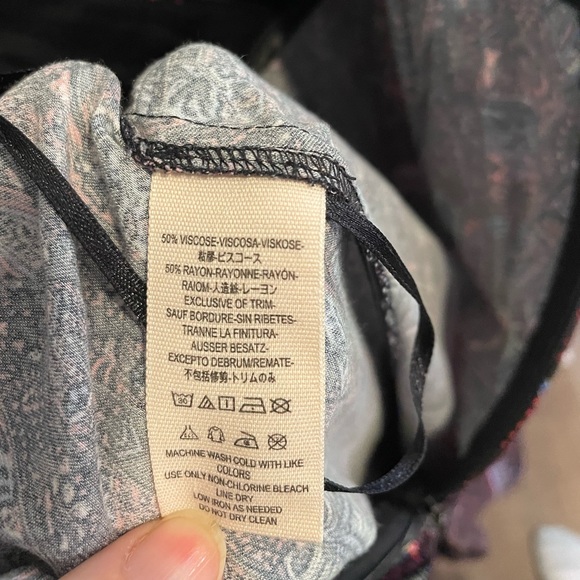 50% VISCOSE-VISCOSA-VISKOSE-
粘膠-ビスコース
50% RAYON-RAYONNE-RAYÓN-
RAIOM-人造絲-レーヨン
EXCLUSIVE OF TRIM-
SAUF BORDURE-SIN RIBETES-
TRANNE LA FINITURA-
AUSSER BESATZ-
EXCEPTO DEBRUM/REMATE-
不包括修剪-トリムのみ
MACHINE WASH COLD WITH LIKE
COLORS
USE ONLY NON-CHLORINE BLEACH
LINE DRY
LOW IRON AS NEEDED
DO NOT DRY CLEAN